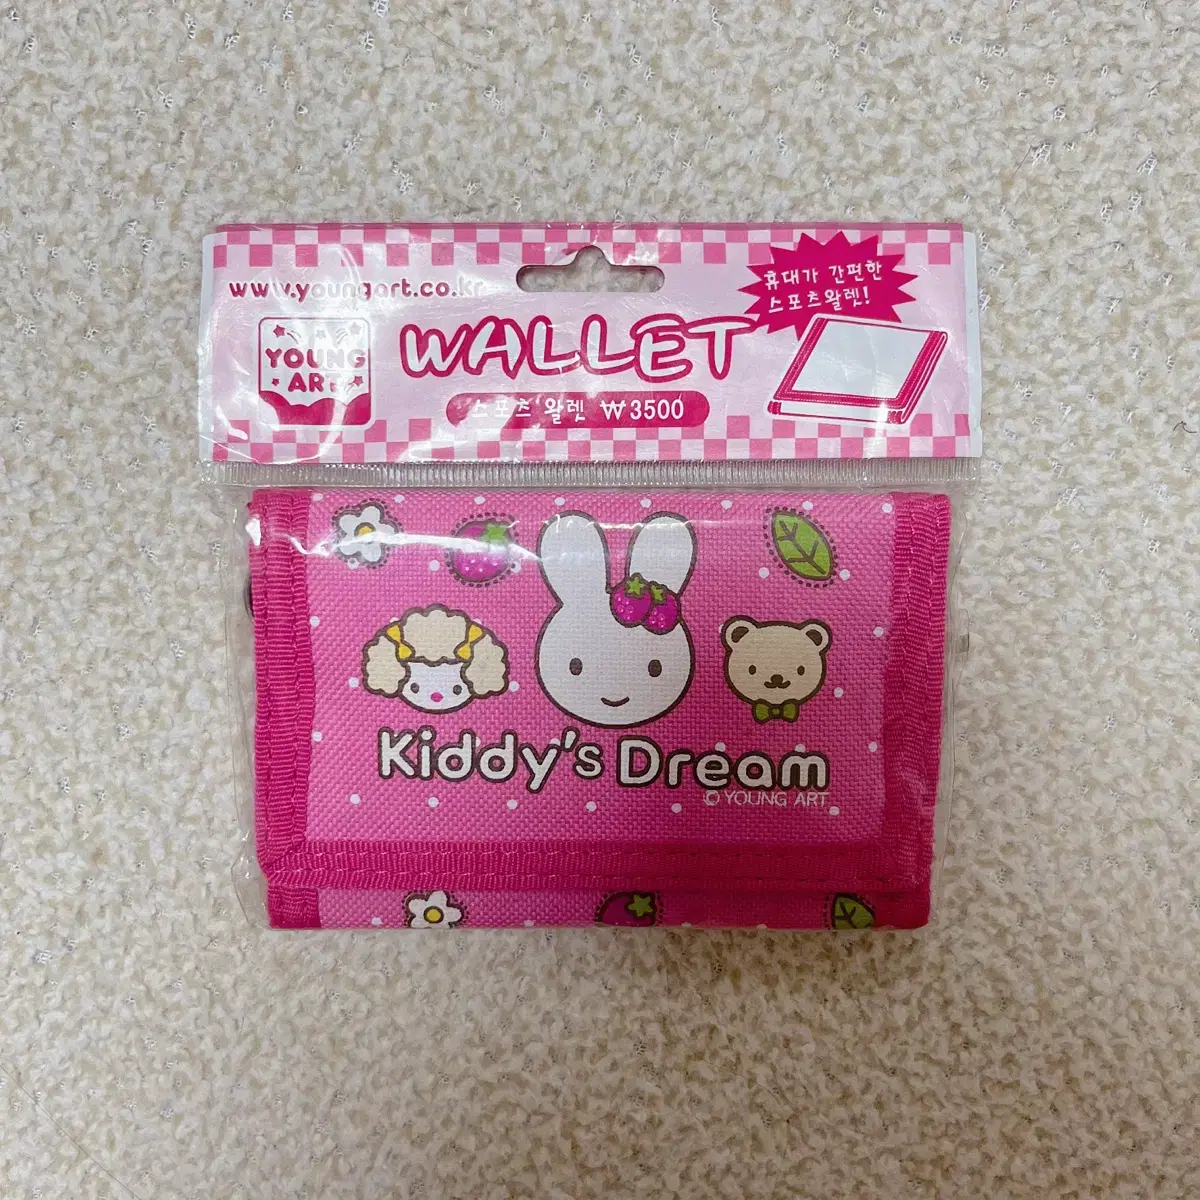 www.youngart.co.kr
휴대가 간편한
스포츠왈렛!
YOUNG
ART
WALLET
스포츠 왈렛 ₩3500
Kiddy's Dream
© YOUNG ART